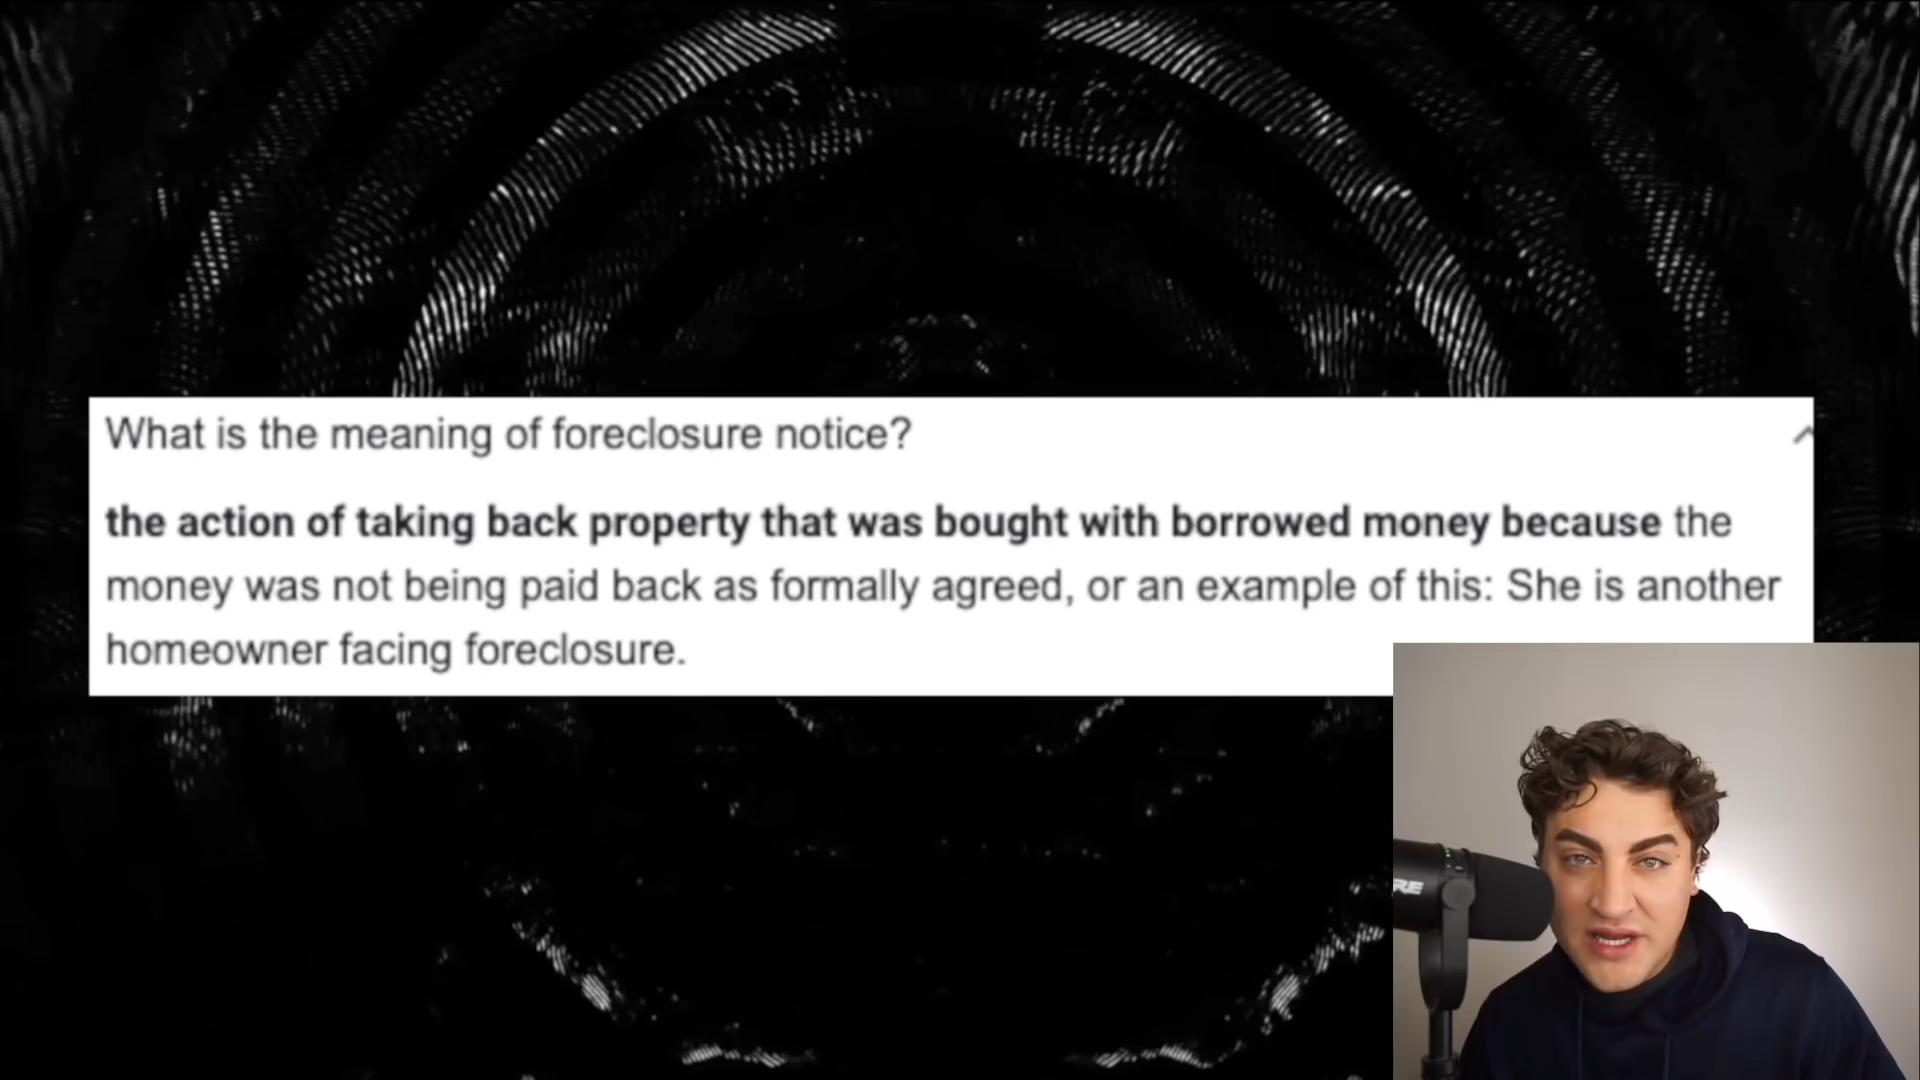 What is the meaning of foreclosure notice?
the action of taking back property that was bought with borrowed money because the
money was not being paid back as formally agreed, or an example of this: She is another
homeowner facing foreclosure.
RE